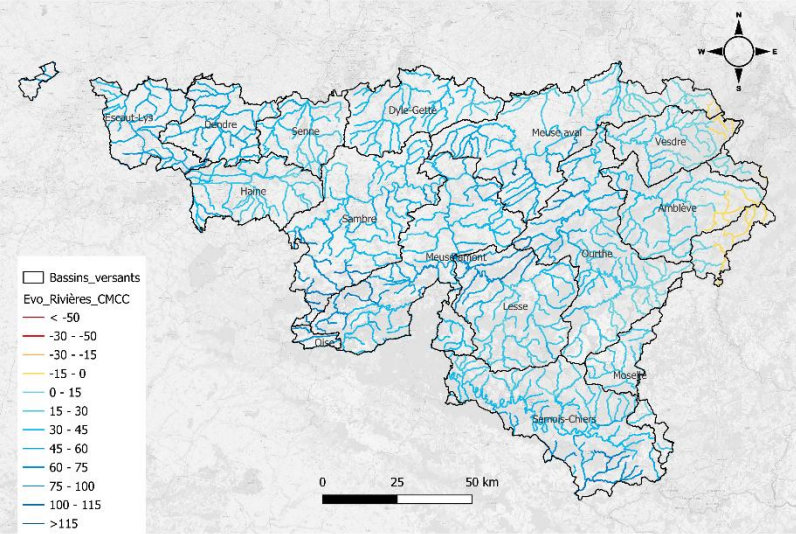 N
W
E
S
Escaut-Lys
Dendre
Senne
Dyle-Gette
Meuse aval
Vesdre
Haine
Sambre
Amblève
Meuse amont
Ourthe
Lesse
Oise
Moselle
Semois-Chiers
Bassins_versants
Evo_Rivières_CMCC
< -50
-30 - -50
-30 - -15
-15 - 0
0 - 15
15 - 30
30 - 45
45 - 60
60 - 75
75 - 100
100 - 115
>115
0 25 50 km